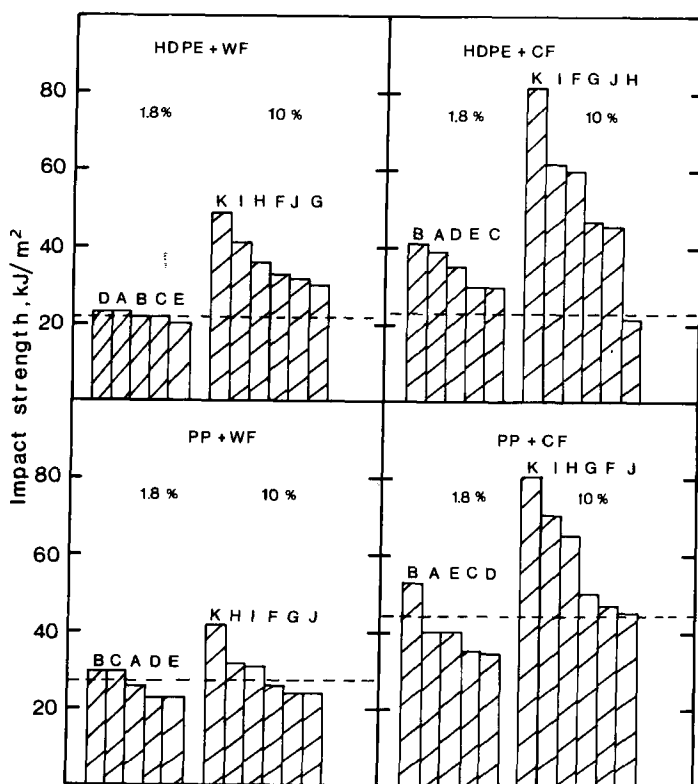 Impact strength, kJ/m²
HDPE + WF
80
1.8 %
10 %
60
K I H F J G
40
D A B C E
20
HDPE + CF
K I F G J H
1.8 %
10 %
B A D E C
PP + WF
80
1.8 %
10 %
60
K H I F G J
40
B C A D E
20
PP + CF
K I H G F J
1.8 %
10 %
B A E C D